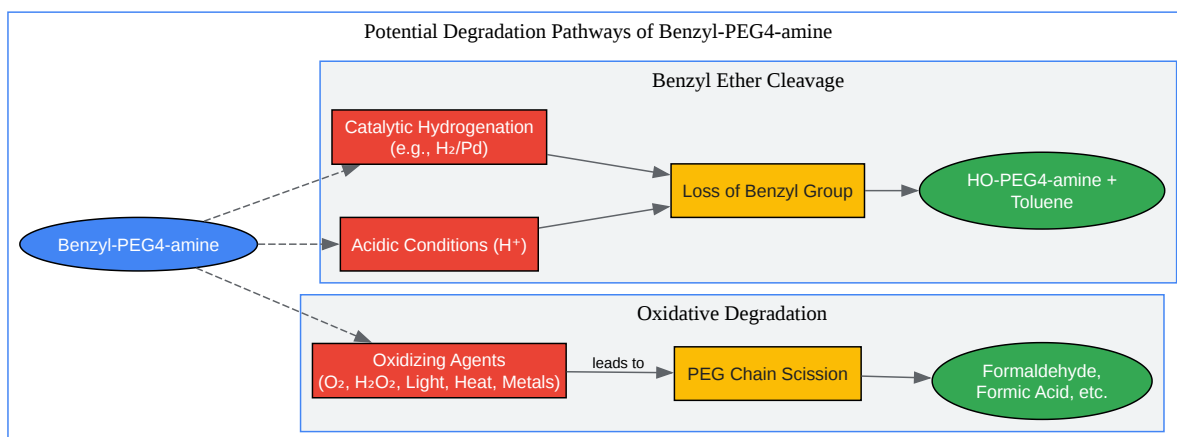 Potential Degradation Pathways of Benzyl-PEG4-amine
Benzyl Ether Cleavage
Catalytic Hydrogenation
(e.g., H₂/Pd)
Loss of Benzyl Group
HO-PEG4-amine +
Toluene
Benzyl-PEG4-amine
Acidic Conditions (H⁺)
Oxidative Degradation
Oxidizing Agents
(O₂, H₂O₂, Light, Heat, Metals)
leads to
PEG Chain Scission
Formaldehyde,
Formic Acid, etc.